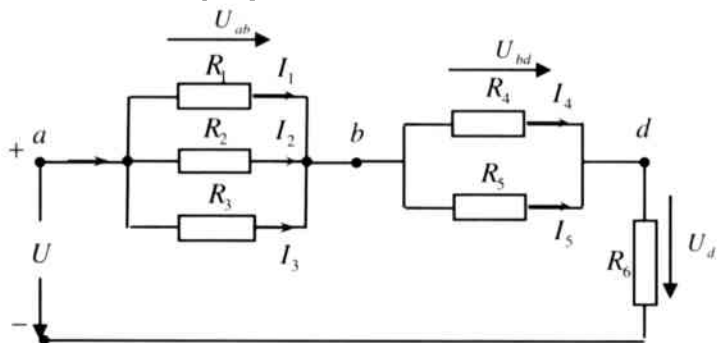 U_ab
R_1 I_1
U_bd
R_4 I_4
+ a R_2 I_2 b d
R_3 R_5
I_3 I_5
U R_6 U_d
−